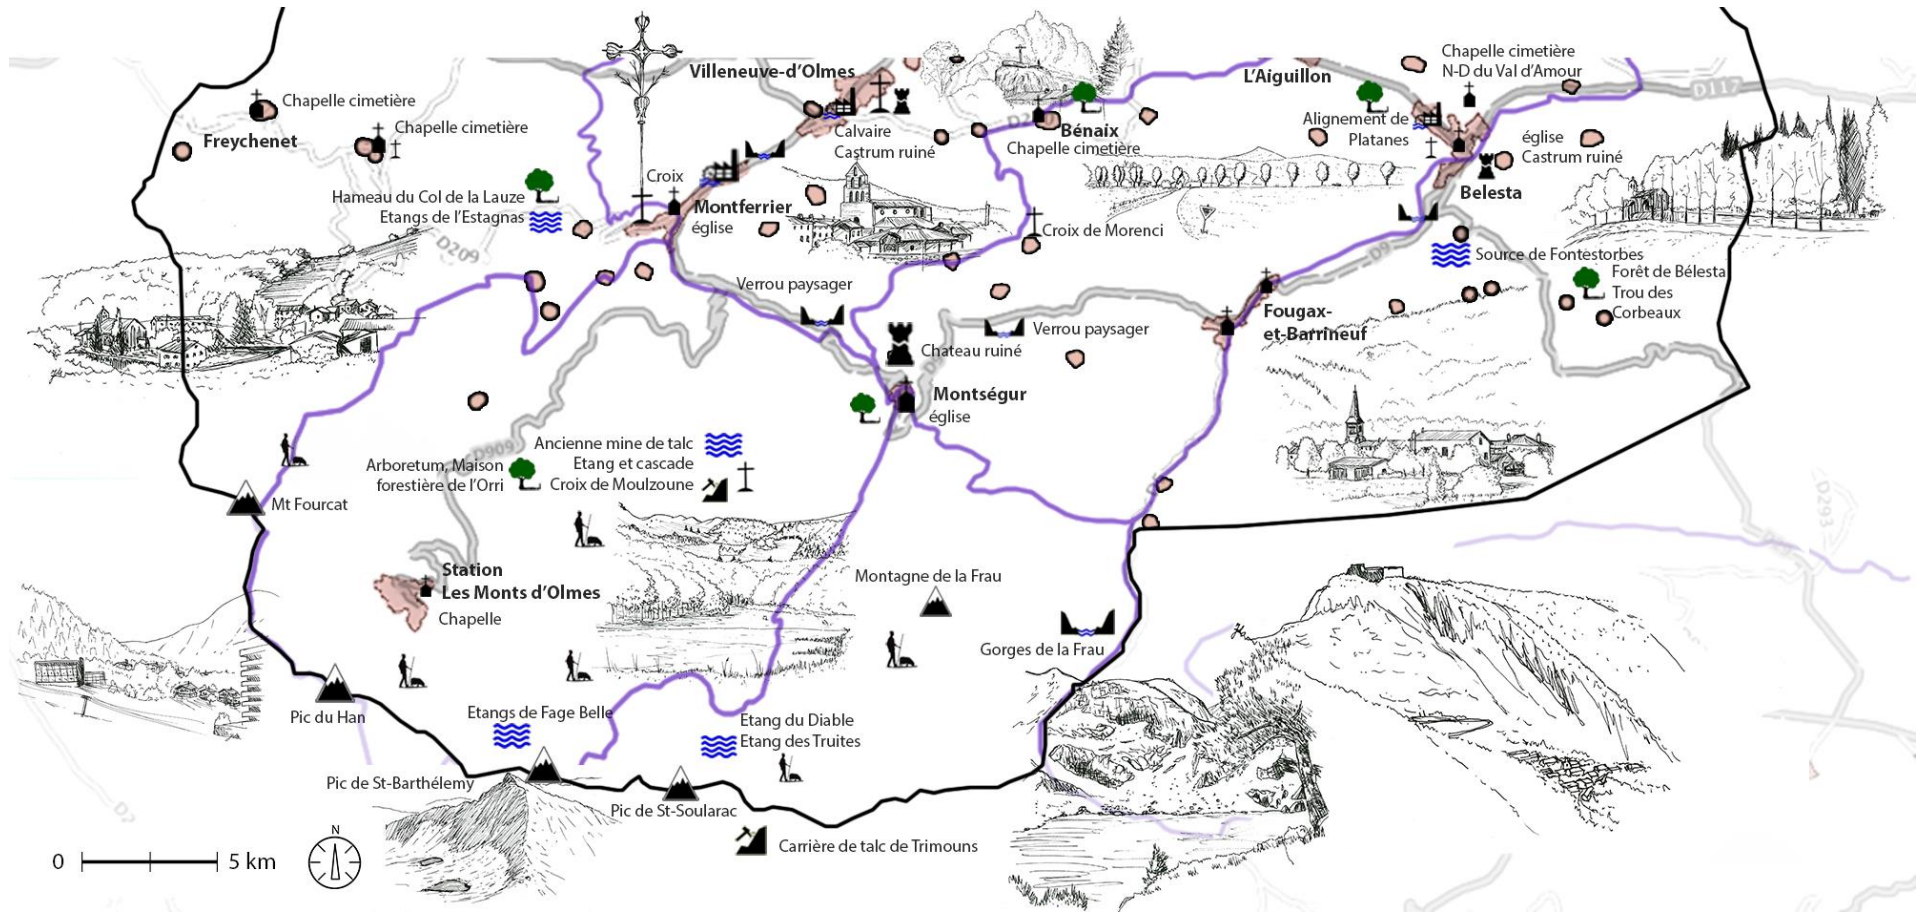 Chapelle cimetière
N-D du Val d'Amour
Villeneuve-d'Olmes
L'Aiguillon
D117
Chapelle cimetière
Freychenet
Chapelle cimetière
Calvaire
Castrum ruiné
D2
Bénaix
Chapelle cimetière
Alignement de
Platanes
église
Castrum ruiné
Croix
Hameau du Col de la Lauze
Etangs de l'Estagnas
Montferrier
église
Belesta
D209
Croix de Morenci
D9
Source de Fontestorbes
Forêt de Bélesta
Trou des
Corbeaux
Verrou paysager
Verrou paysager
Fougax-
et-Barrineuf
Chateau ruiné
Montségur
église
D909
Ancienne mine de talc
Etang et cascade
Croix de Moulzoune
Arboretum, Maison
forestière de l'Orri
Mt Fourcat
D293
Station
Les Monts d'Olmes
Chapelle
Montagne de la Frau
Gorges de la Frau
Pic du Han
Etangs de Fage Belle
Etang du Diable
Etang des Truites
Pic de St-Barthélemy
Pic de St-Soularac
D2
Carrière de talc de Trimouns
N
0 5 km